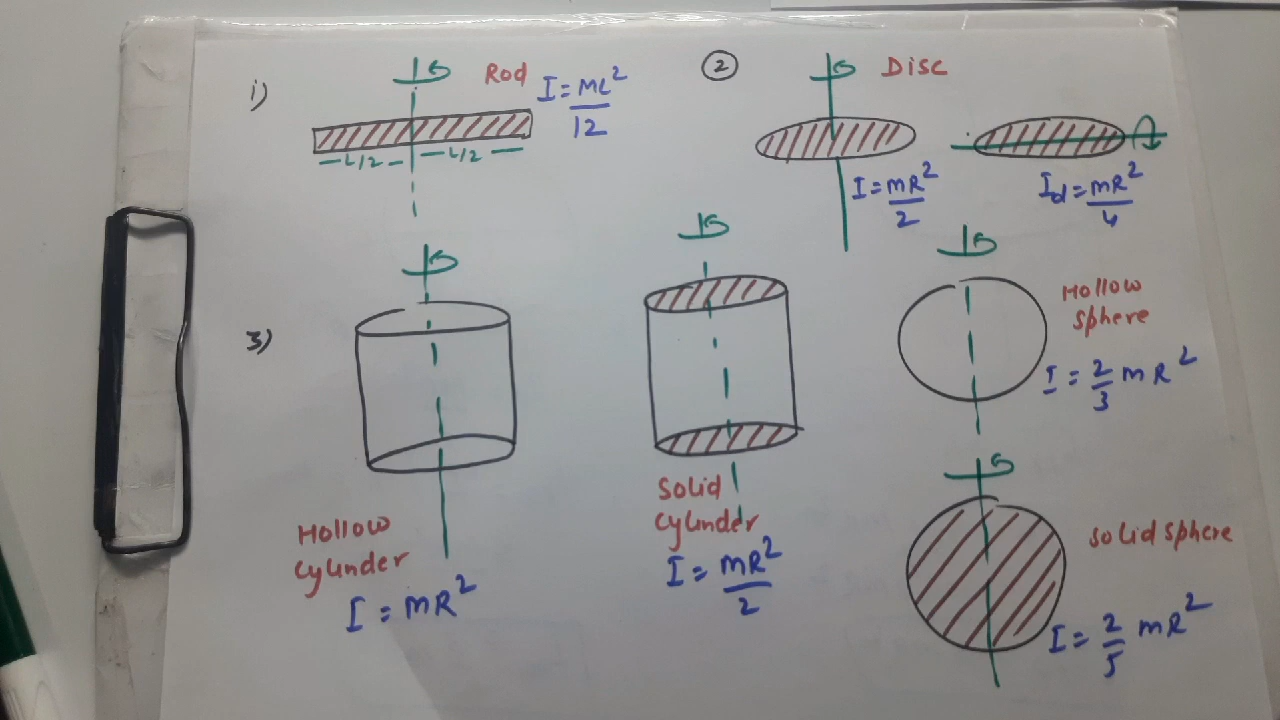 i)
Rod
I = ML²/12
L/2
L/2
2
Disc
I = mR²/2
Id = mR²/4
3)
Hollow
cylinder
I = mR²
Solid
cylinder
I = mR²/2
Hollow
sphere
I = 2/3 mR²
solid sphere
I = 2/5 mR²